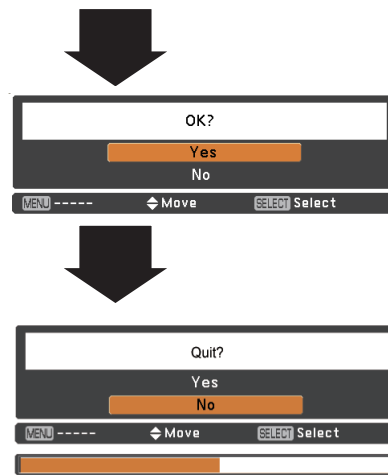 OK?
Yes
No
MENU ----- Move SELECT Select
Quit?
Yes
No
MENU ----- Move SELECT Select